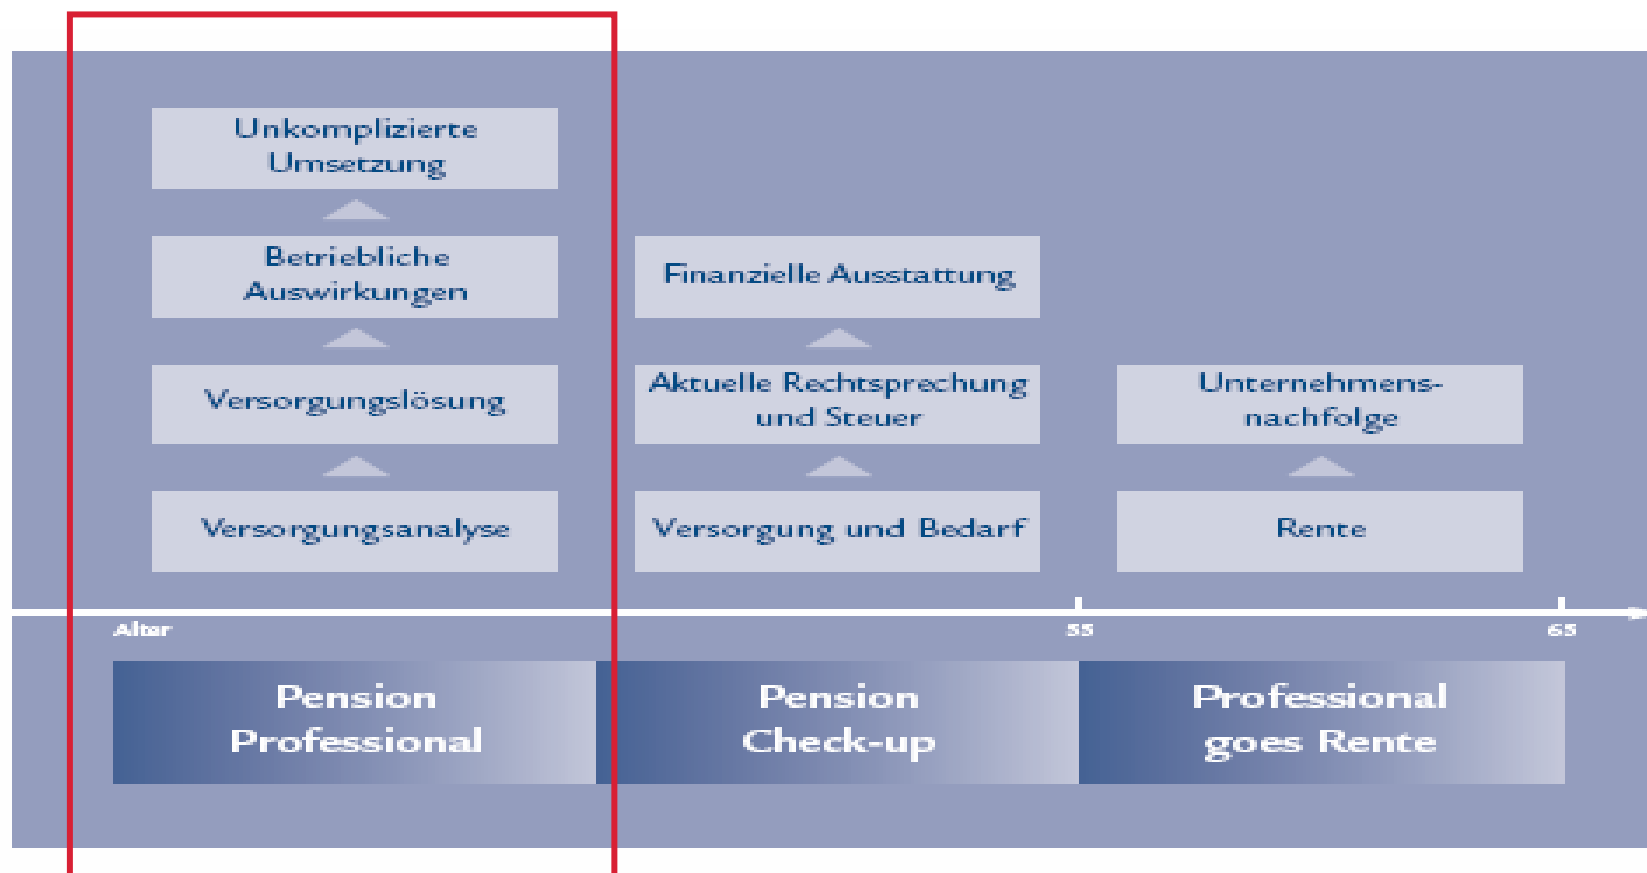 Unkomplizierte
Umsetzung
Betriebliche
Auswirkungen
Versorgungslösung
Versorgungsanalyse
Finanzielle Ausstattung
Aktuelle Rechtsprechung
und Steuer
Versorgung und Bedarf
Unternehmens-
nachfolge
Rente
Alter
55
65
Pension
Professional
Pension
Check-up
Professional
goes Rente